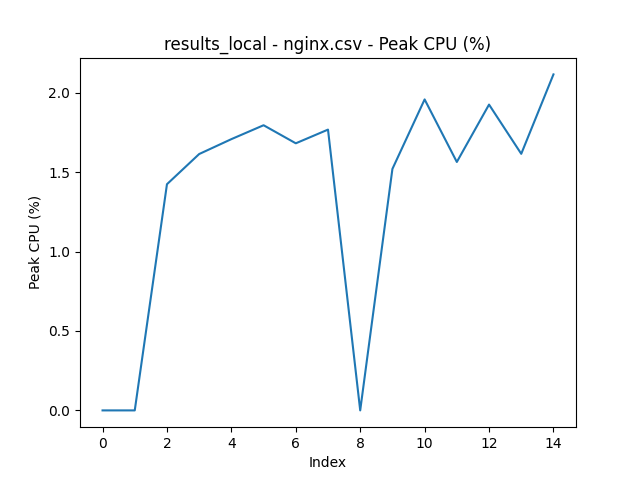 results_local - nginx.csv - Peak CPU (%)
Peak CPU (%)
2.0
1.5
1.0
0.5
0.0
0 2 4 6 8 10 12 14
Index